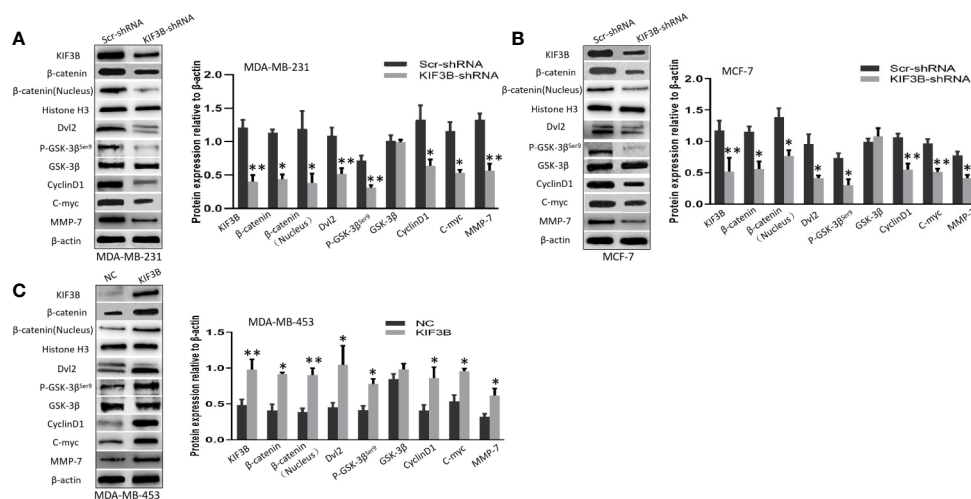 A
Scr-shRNA
KIF3B-shRNA
KIF3B
β-catenin
β-catenin(Nucleus)
Histone H3
Dvl2
P-GSK-3βSer9
GSK-3β
CyclinD1
C-myc
MMP-7
β-actin
MDA-MB-231
Protein expression relative to β-actin
MDA-MB-231
Scr-shRNA
KIF3B-shRNA
2.0
1.5
1.0
0.5
0.0
** * * ** ** * * **
KIF3B
β-catenin
β-catenin
(Nucleus)
Dvl2
P-GSK-3βSer9
GSK-3β
CyclinD1
C-myc
MMP-7
B
Scr-shRNA
KIF3B-shRNA
KIF3B
β-catenin
β-catenin(Nucleus)
Histone H3
Dvl2
P-GSK-3βSer9
GSK-3β
CyclinD1
C-myc
MMP-7
β-actin
MCF-7
Protein expression relative to β-actin
MCF-7
Scr-shRNA
KIF3B-shRNA
2.0
1.5
1.0
0.5
0.0
** * * * * ** ** *
KIF3B
β-catenin
β-catenin
(Nucleus)
Dvl2
P-GSK-3βSer9
GSK-3β
CyclinD1
C-myc
MMP-7
C
NC
KIF3B
KIF3B
β-catenin
β-catenin(Nucleus)
Histone H3
Dvl2
P-GSK-3βSer9
GSK-3β
CyclinD1
C-myc
MMP-7
β-actin
MDA-MB-453
Protein expression relative to β-actin
MDA-MB-453
NC
KIF3B
1.5
1.0
0.5
0.0
** * ** * * * * *
KIF3B
β-catenin
β-catenin
(Nucleus)
Dvl2
P-GSK-3βSer9
GSK-3β
CyclinD1
C-myc
MMP-7